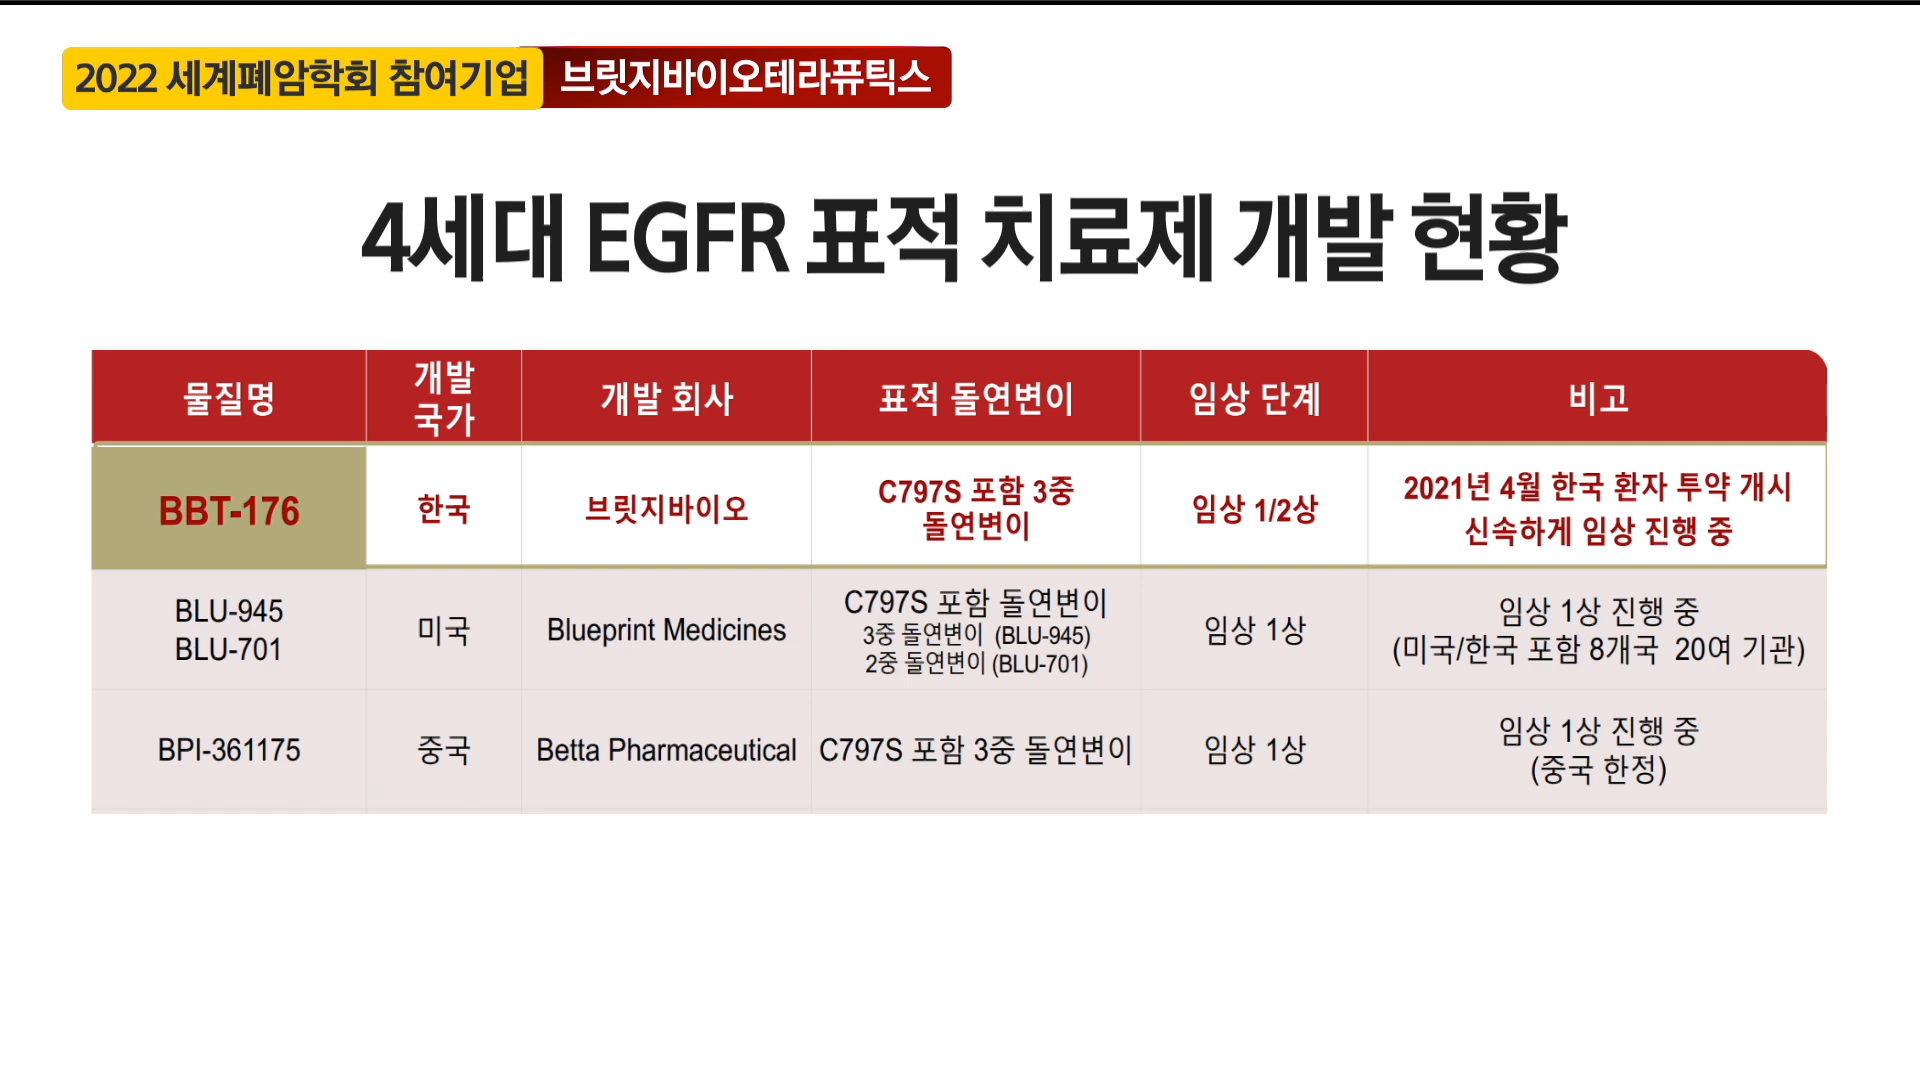 2022 세계폐암학회 참여기업 브릿지바이오테라퓨틱스
4세대 EGFR 표적 치료제 개발 현황
물질명 개발 국가 개발 회사 표적 돌연변이 임상 단계 비고
BBT-176
한국
브릿지바이오
C797S 포함 3중
돌연변이
임상 1/2상
2021년 4월 한국 환자 투약 개시
신속하게 임상 진행 중
BLU-945
BLU-701
미국
Blueprint Medicines
C797S 포함 돌연변이
3중 돌연변이 (BLU-945)
2중 돌연변이 (BLU-701)
임상 1상
임상 1상 진행 중
(미국/한국 포함 8개국 20여 기관)
BPI-361175
중국
Betta Pharmaceutical
C797S 포함 3중 돌연변이
임상 1상
임상 1상 진행 중
(중국 한정)